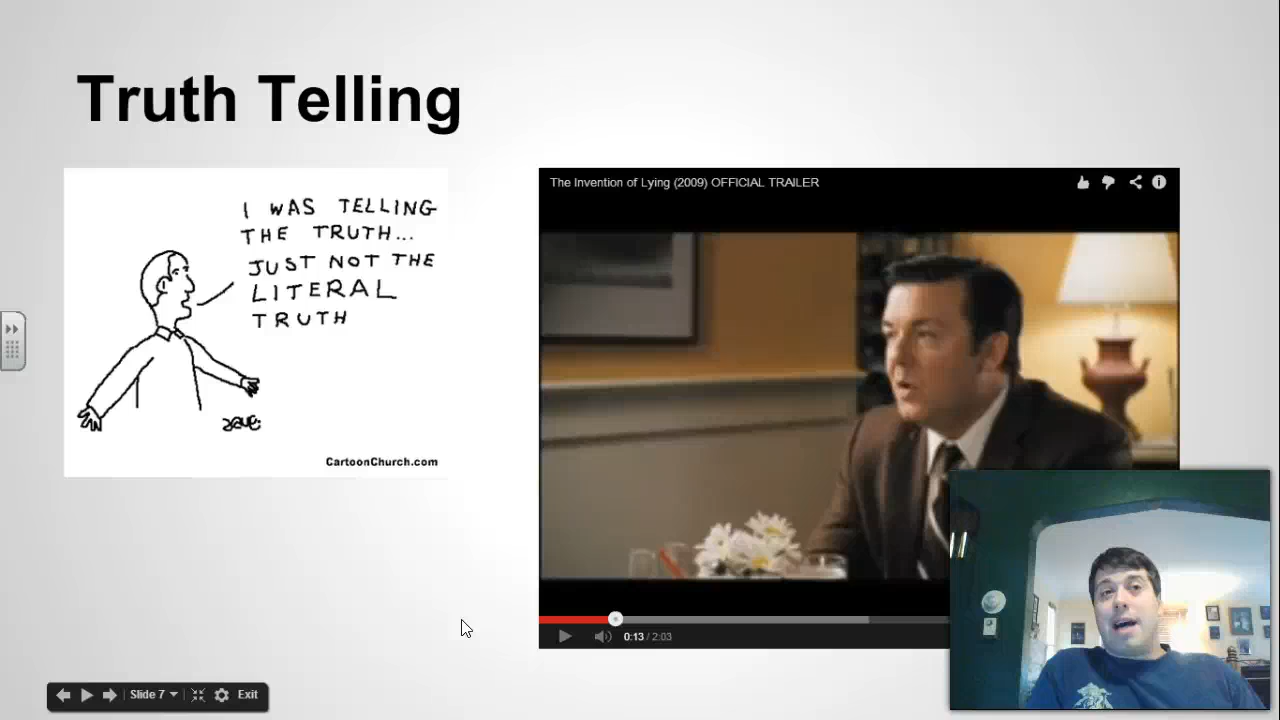 Truth Telling
I WAS TELLING
THE TRUTH...
JUST NOT THE
LITERAL
TRUTH
Dave
CartoonChurch.com
The Invention of Lying (2009) OFFICIAL TRAILER
0:13 / 2:03
Slide 7
Exit